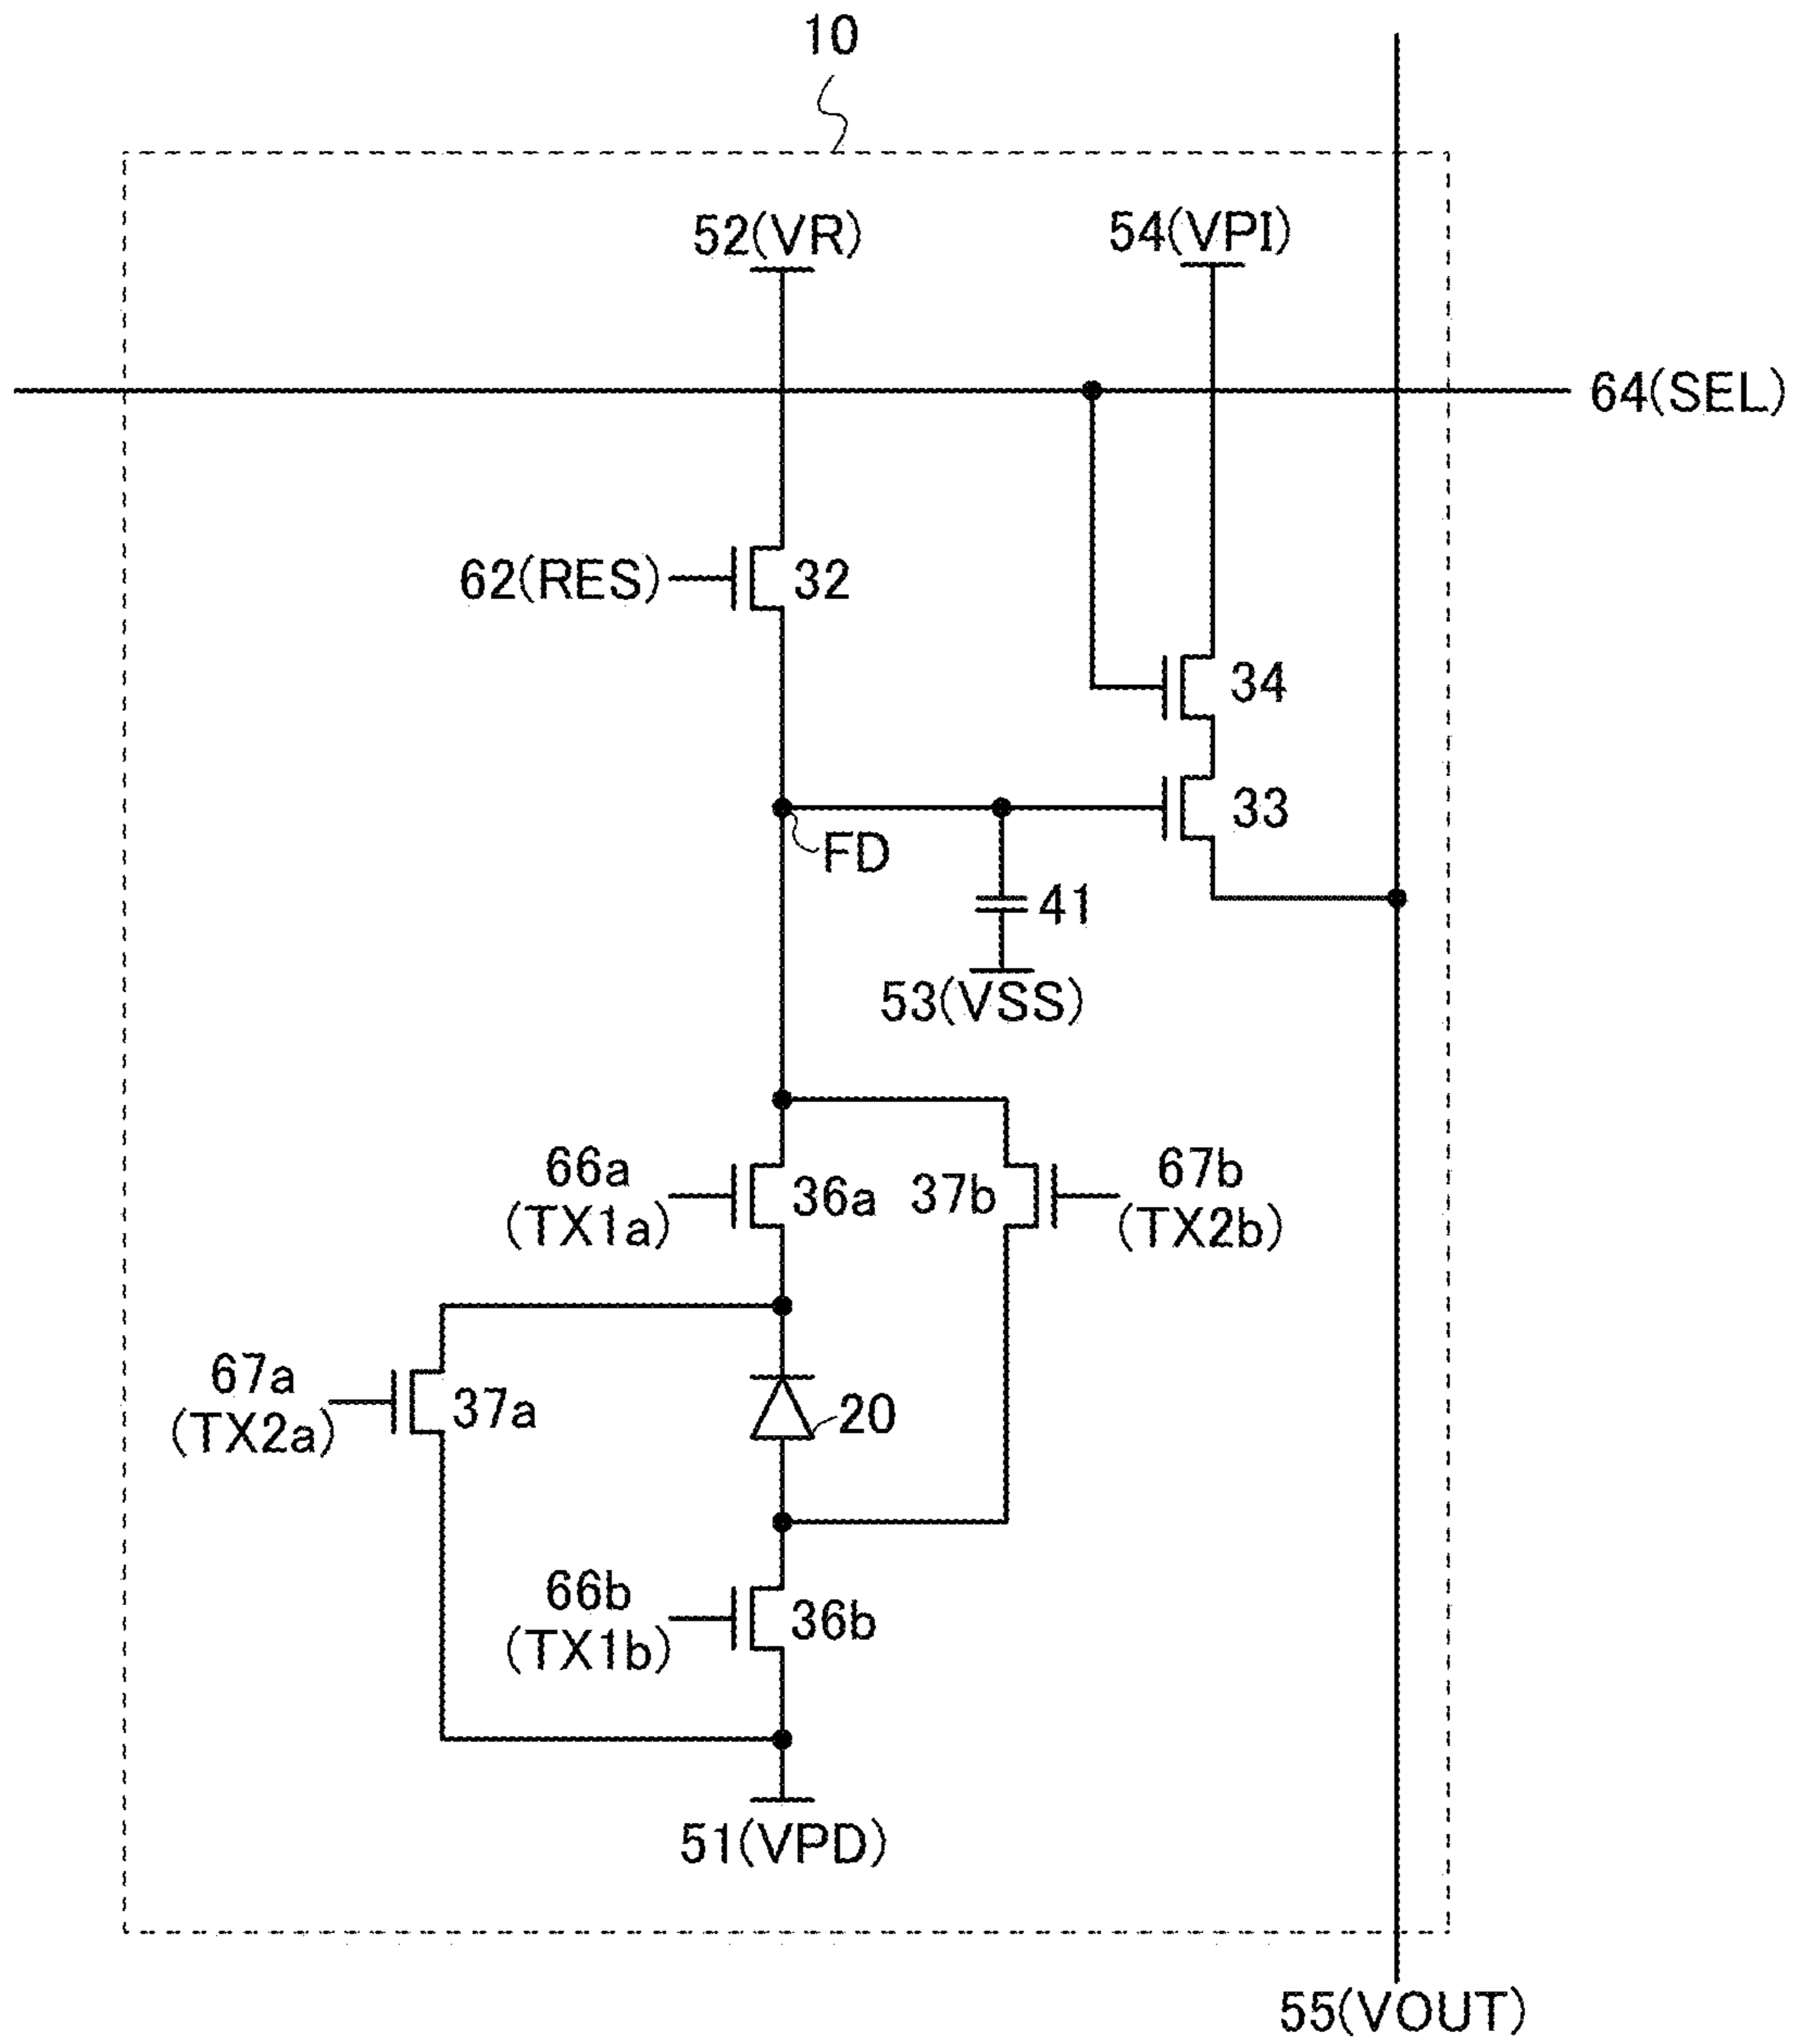 10
52(VR)
54(VPI)
64(SEL)
62(RES)
32
34
33
FD
41
53(VSS)
66a
(TX1a)
36a
37b
67b
(TX2b)
67a
(TX2a)
37a
20
66b
(TX1b)
36b
51(VPD)
55(VOUT)